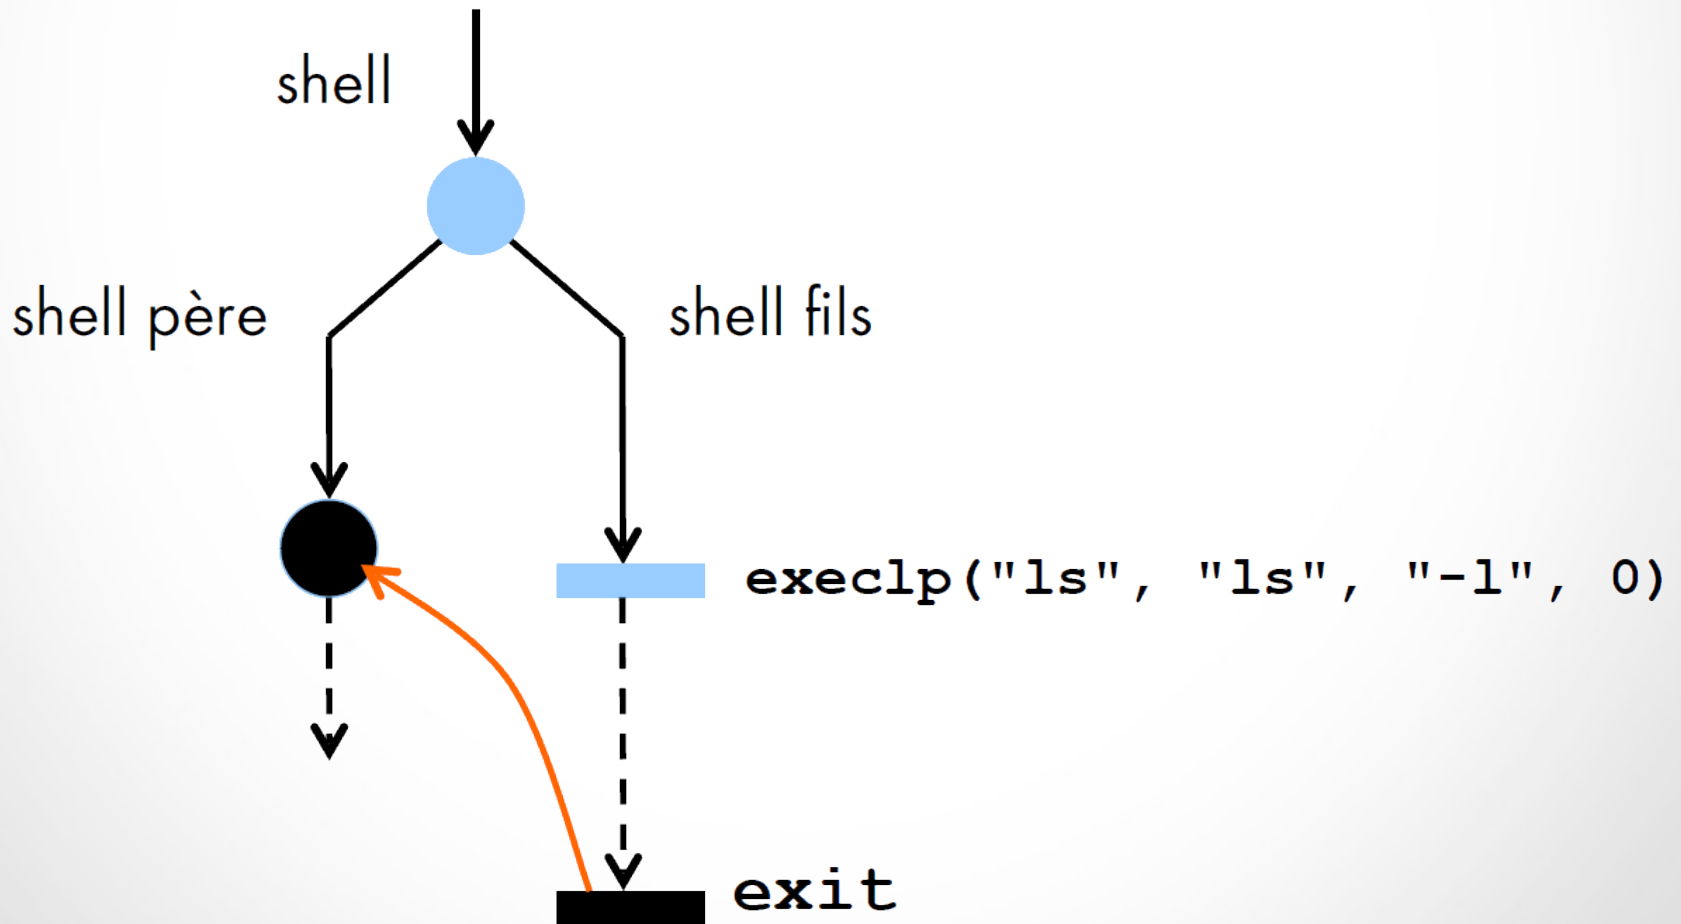 shell
shell père
shell fils
execlp("ls", "ls", "-l", 0)
exit